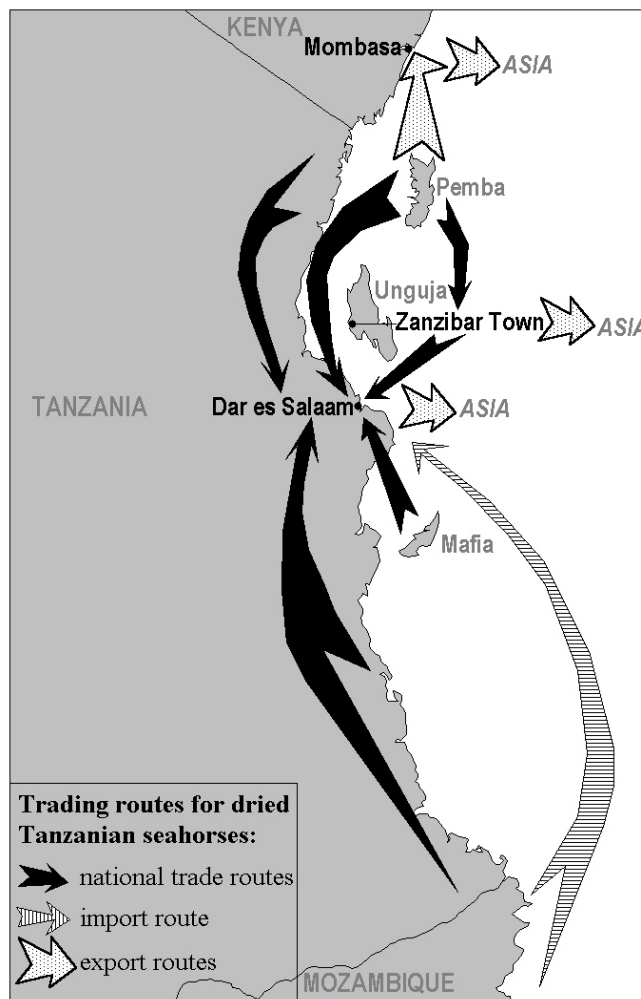 KENYA
Mombasa
ASIA
Pemba
Unguja
Zanzibar Town
ASIA
TANZANIA
Dar es Salaam
ASIA
Mafia
Trading routes for dried
Tanzanian seahorses:
national trade routes
import route
export routes
MOZAMBIQUE